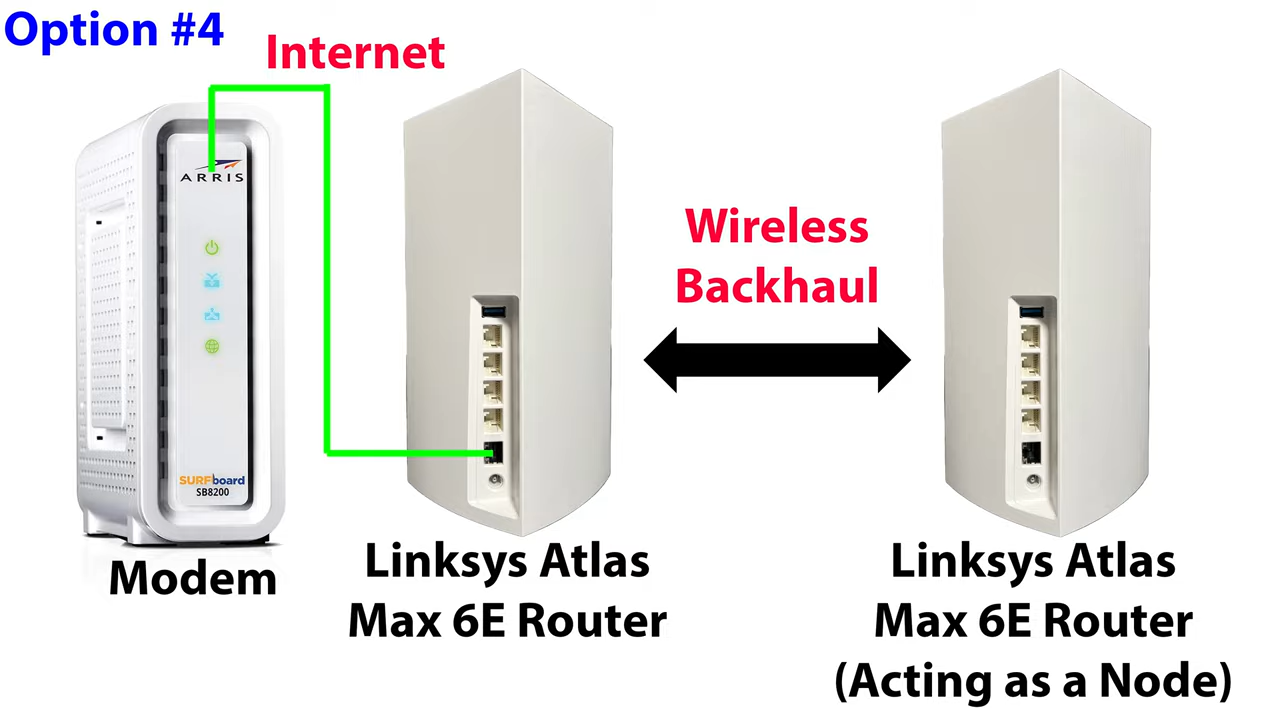 Option #4
Internet
ARRIS
SURFboard
SB8200
Wireless
Backhaul
Modem
Linksys Atlas
Max 6E Router
Linksys Atlas
Max 6E Router
(Acting as a Node)